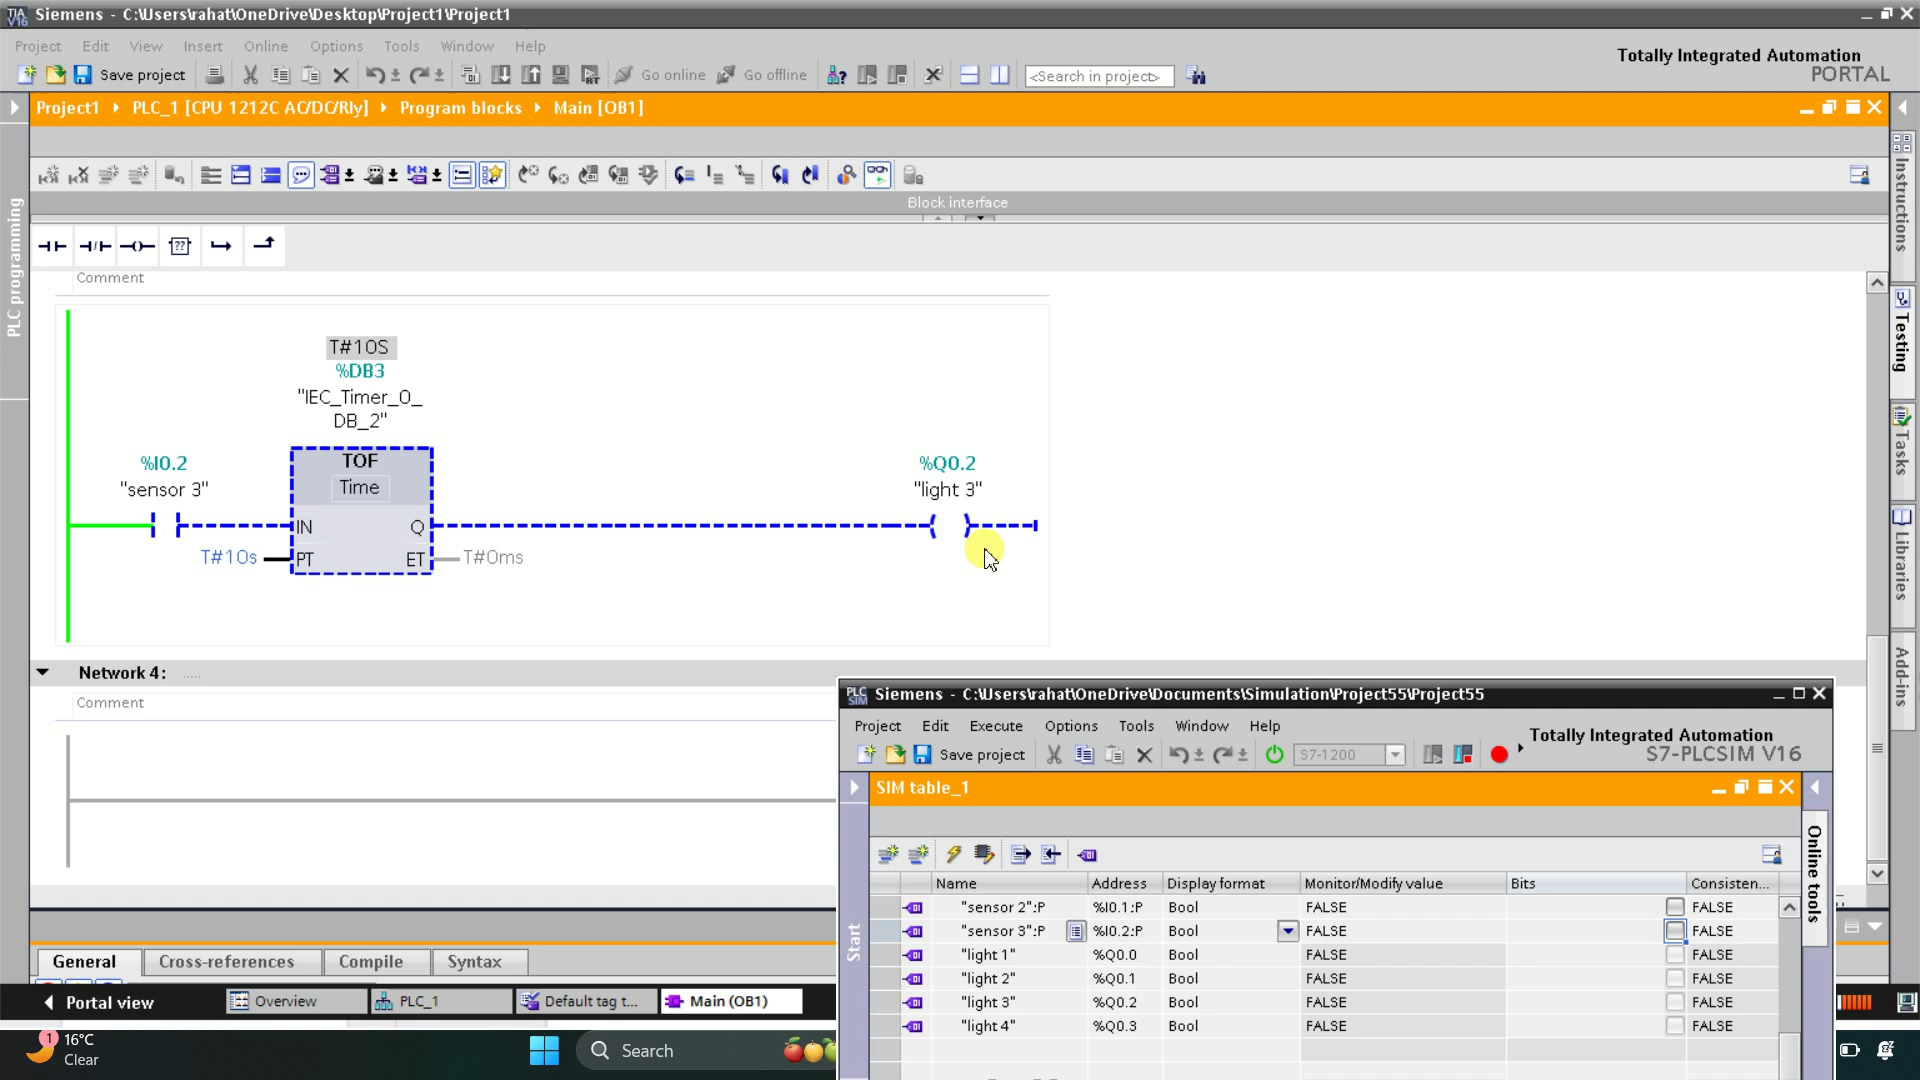 Siemens - C:\Users\rahat\OneDrive\Desktop\Project1\Project1
Project Edit View Insert Online Options Tools Window Help
Totally Integrated Automation
PORTAL
Save project
Go online Go offline
<Search in project>
Project1 PLC_1 [CPU 1212C AC/DC/Rly] Program blocks Main [OB1]
Block interface
Comment
T#10S
%DB3
"IEC_Timer_0_
DB_2"
TOF
Time
%I0.2
"sensor 3"
IN Q
T#10s PT ET T#0ms
%Q0.2
"light 3"
Network 4: .....
Comment
PLC programming
Instructions
Testing
Tasks
Libraries
Add-ins
Siemens - C:\Users\rahat\OneDrive\Documents\Simulation\Project55\Project55
Project Edit Execute Options Tools Window Help
Totally Integrated Automation
S7-PLCSIM V16
Save project
S7-1200
SIM table_1
Name Address Display format Monitor/Modify value Bits Consisten...
"sensor 2":P %I0.1:P Bool FALSE FALSE
"sensor 3":P %I0.2:P Bool FALSE FALSE
"light 1" %Q0.0 Bool FALSE FALSE
"light 2" %Q0.1 Bool FALSE FALSE
"light 3" %Q0.2 Bool FALSE FALSE
"light 4" %Q0.3 Bool FALSE FALSE
Start
Online tools
General Cross-references Compile Syntax
Portal view Overview PLC_1 Default tag t... Main (OB1)
1
16°C
Clear
Search